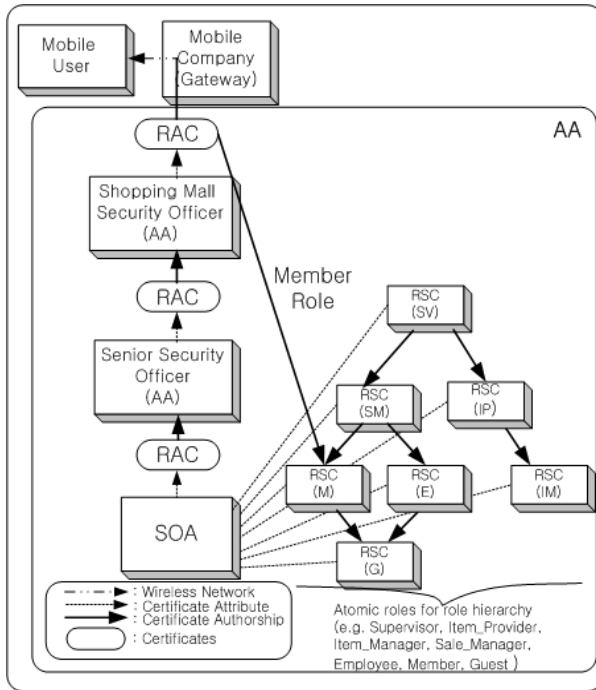 Mobile
User
Mobile
Company
(Gateway)
AA
RAC
Shopping Mall
Security Officer
(AA)
Member
Role
RAC
RSC
(SV)
Senior Security
Officer
(AA)
RSC
(SM)
RSC
(IP)
RAC
RSC
(M)
RSC
(E)
RSC
(IM)
SOA
RSC
(G)
: Wireless Network
: Certificate Attribute
: Certificate Authorship
: Certificates
Atomic roles for role hierarchy
(e.g. Supervisor, Item_Provider,
Item_Manager, Sale_Manager,
Employee, Member, Guest )